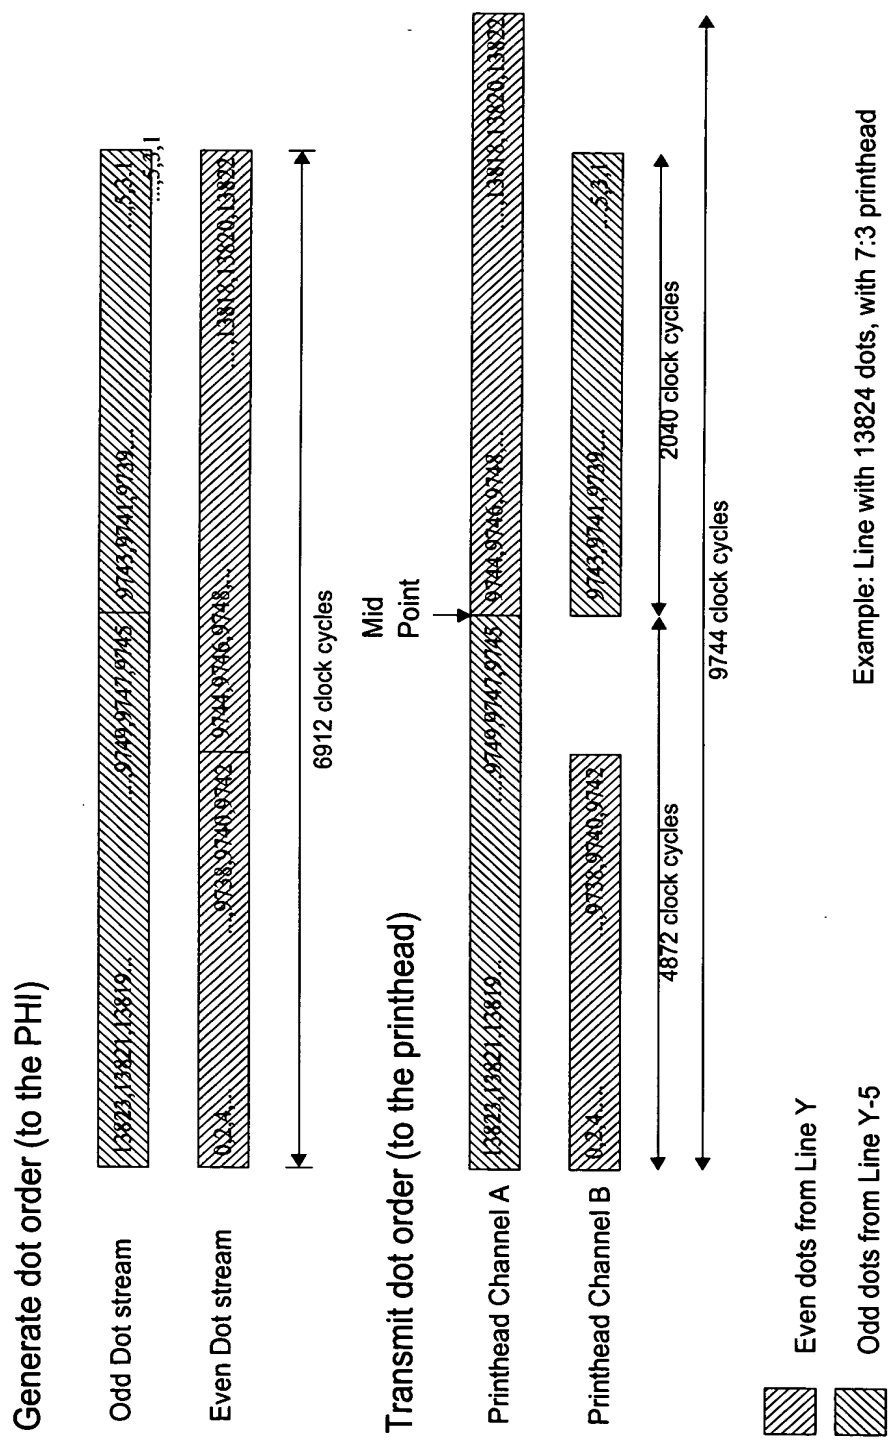 Generate dot order (to the PHI)
Odd Dot stream
13823,13821,13819...
...,9749,9747,9745
9743,9741,9739,...
...,5,3,1
...,5,3,1
Even Dot stream
0,2,4,...
...,9738,9740,9742
9744,9746,9748,...
...,13818,13820,13822
6912 clock cycles
Transmit dot order (to the printhead)
Mid
Point
Printhead Channel A
13823,13821,13819...
...,9749,9747,9745
9744,9746,9748,...
...,13818,13820,13822
Printhead Channel B
0,2,4,...
...,9738,9740,9742
9743,9741,9739,...
...,5,3,1
4872 clock cycles
2040 clock cycles
9744 clock cycles
Even dots from Line Y
Odd dots from Line Y-5
Example: Line with 13824 dots, with 7:3 printhead